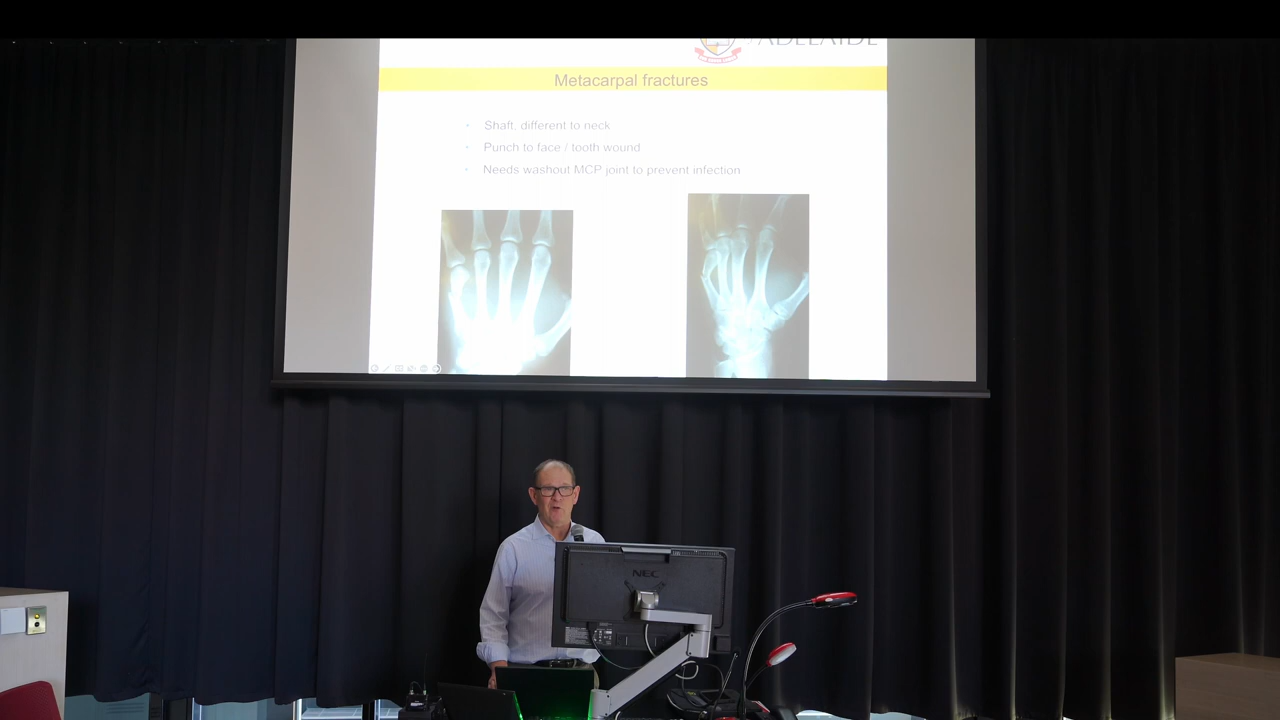 ADELAIDE
Metacarpal fractures
• Shaft, different to neck
• Punch to face / tooth wound
• Needs washout MCP joint to prevent infection
NEC